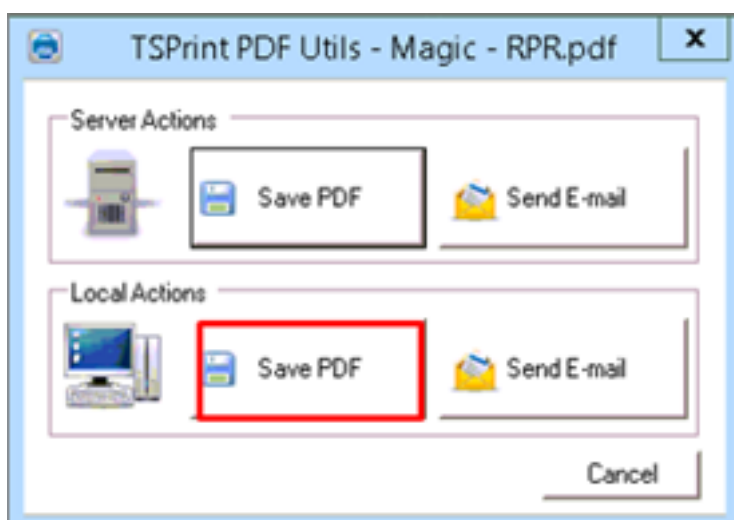 TSPrint PDF Utils - Magic - RPR.pdf x
Server Actions
Save PDF Send E-mail
Local Actions
Save PDF Send E-mail
Cancel